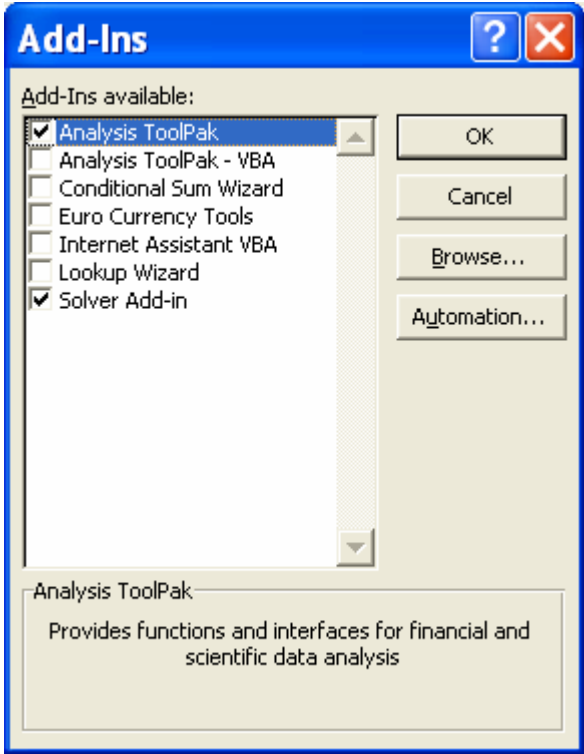 Add-Ins
Add-Ins available:
Analysis ToolPak
Analysis ToolPak - VBA
Conditional Sum Wizard
Euro Currency Tools
Internet Assistant VBA
Lookup Wizard
Solver Add-in
OK
Cancel
Browse...
Automation...
Analysis ToolPak
Provides functions and interfaces for financial and
scientific data analysis